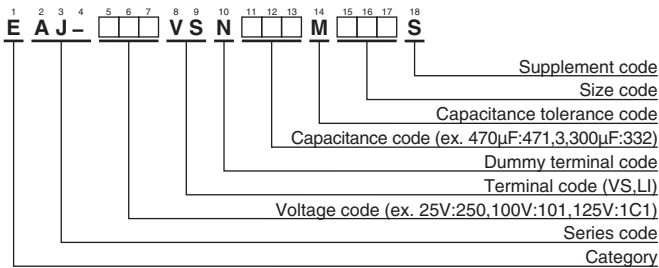 1 2 3 4 5 6 7 8 9 10 11 12 13 14 15 16 17 18
E A J – □□□ V S N □□□ M □□□ S
Supplement code
Size code
Capacitance tolerance code
Capacitance code (ex. 470μF:471,3,300μF:332)
Dummy terminal code
Terminal code (VS,LI)
Voltage code (ex. 25V:250,100V:101,125V:1C1)
Series code
Category